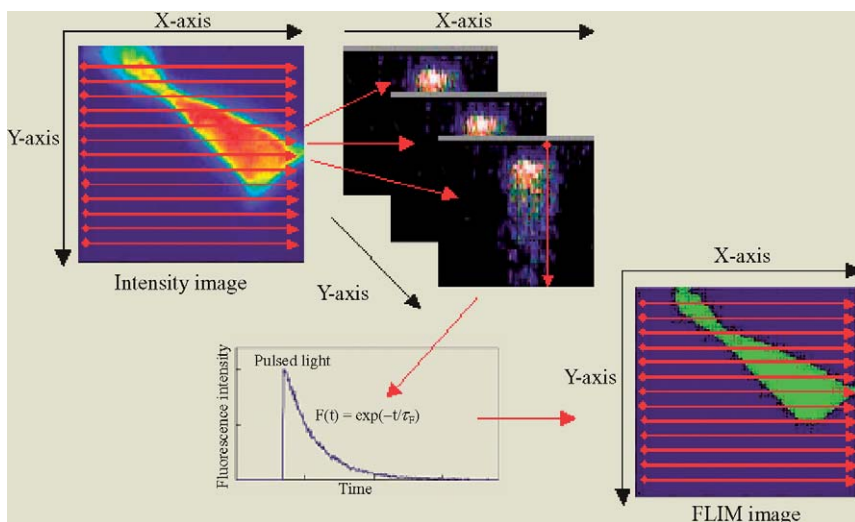 X-axis
X-axis
Y-axis
Intensity image
Y-axis
X-axis
Pulsed light
Fluorescence intensity
F(t) = exp(−t/τF)
Y-axis
Time
FLIM image